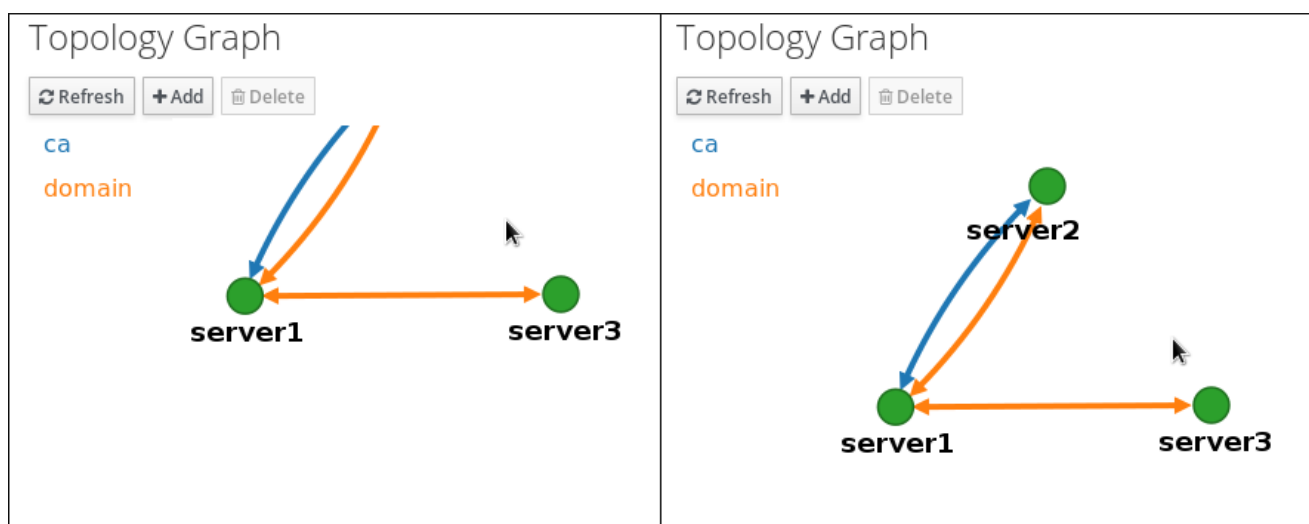 Topology Graph
Refresh Add Delete
ca
domain
server1
server3
Topology Graph
Refresh Add Delete
ca
domain
server2
server1
server3